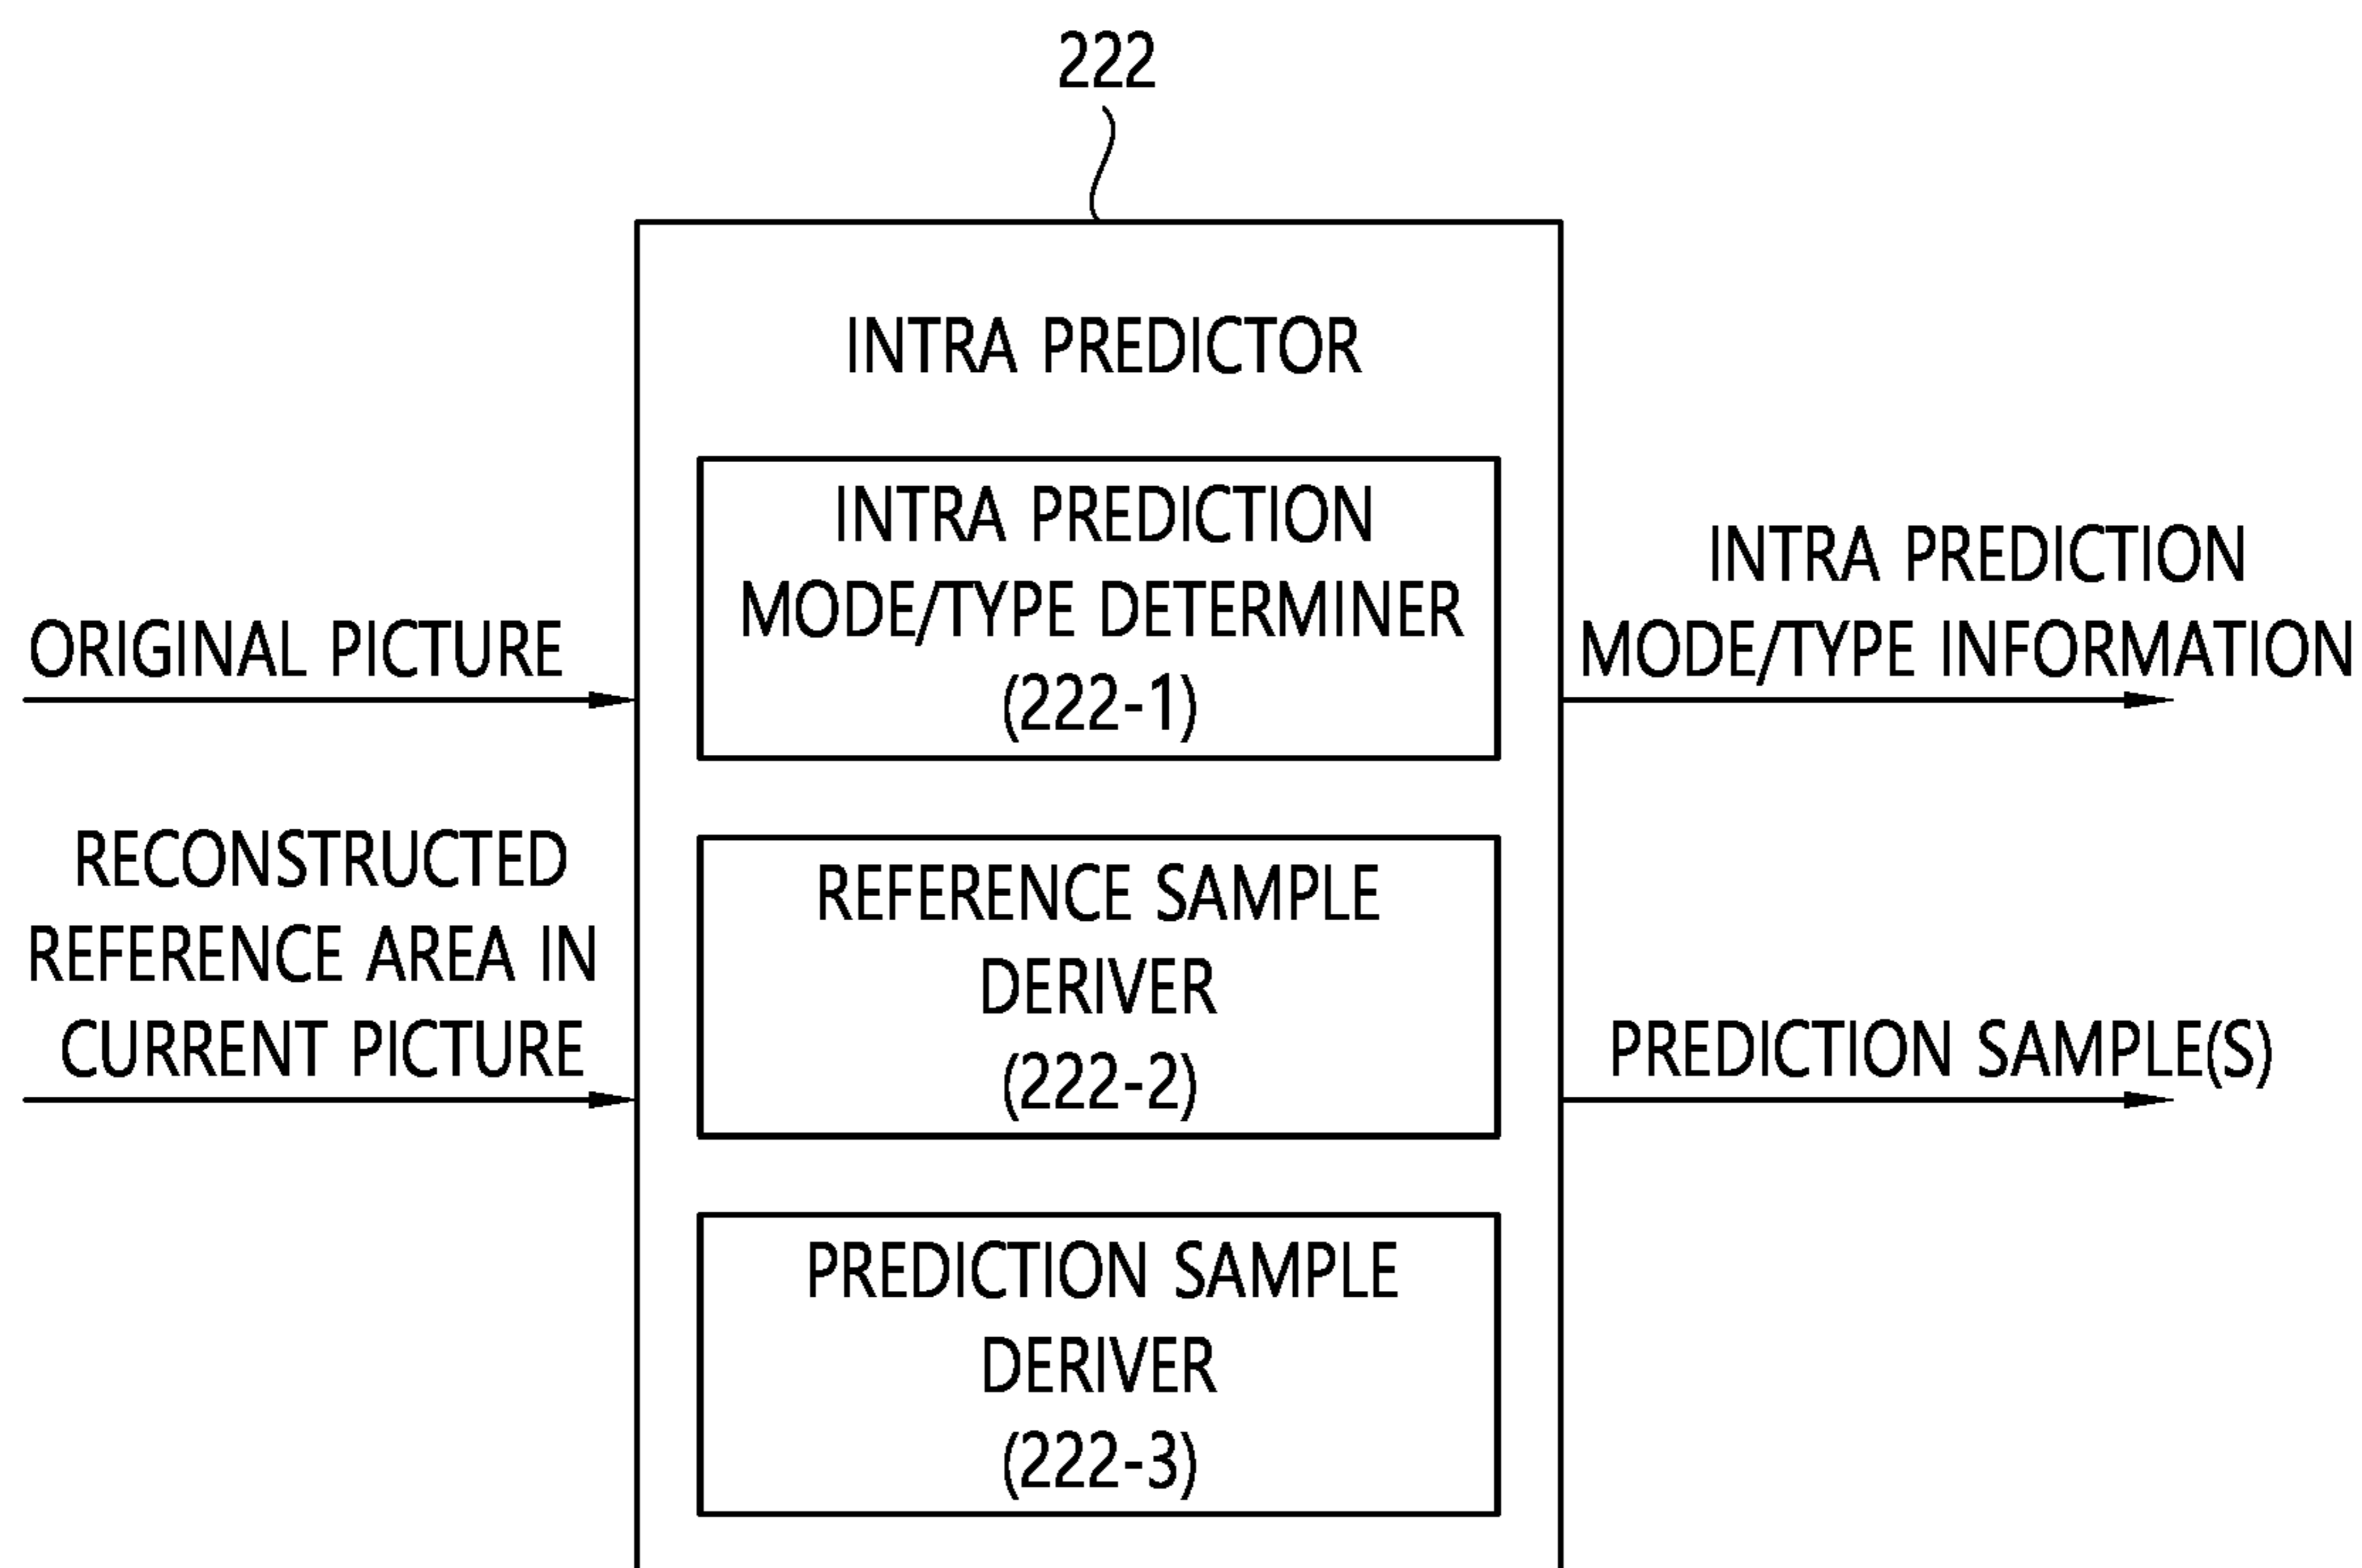 222
INTRA PREDICTOR
INTRA PREDICTION
MODE/TYPE DETERMINER
(222-1)
REFERENCE SAMPLE
DERIVER
(222-2)
PREDICTION SAMPLE
DERIVER
(222-3)
ORIGINAL PICTURE
RECONSTRUCTED
REFERENCE AREA IN
CURRENT PICTURE
INTRA PREDICTION
MODE/TYPE INFORMATION
PREDICTION SAMPLE(S)